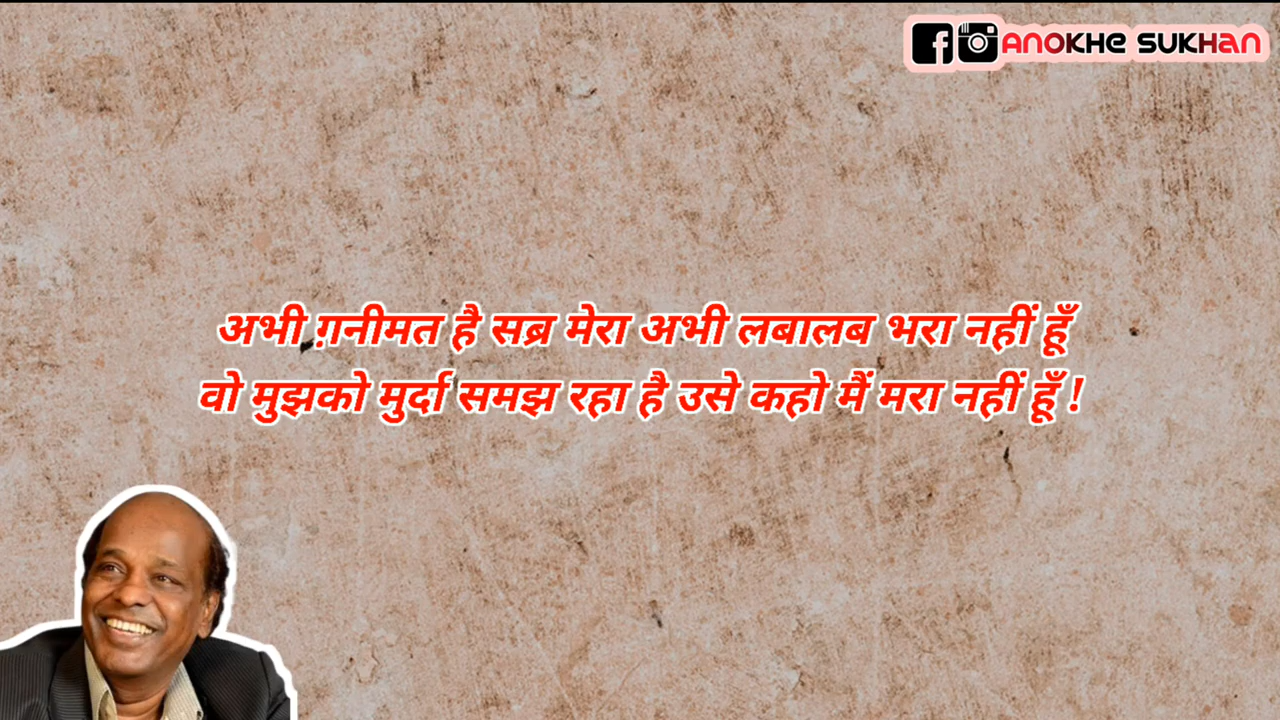 ANOKHE SUKHAN
अभी ग़नीमत है सब्र मेरा अभी लबालब भरा नहीं हूँ
वो मुझको मुर्दा समझ रहा है उसे कहो मैं मरा नहीं हूँ !